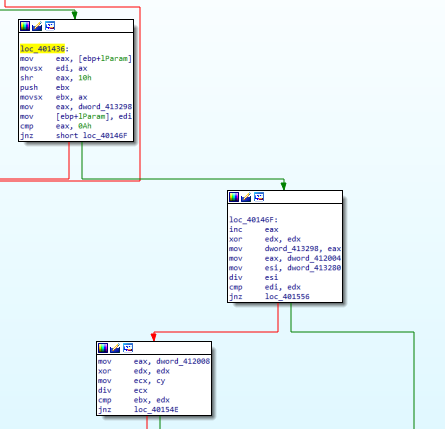 loc_401436:
mov eax, [ebp+lParam]
movsx edi, ax
shr eax, 10h
push ebx
movsx ebx, ax
mov eax, dword_413298
mov [ebp+lParam], edi
cmp eax, 0Ah
jnz short loc_40146F
loc_40146F:
inc eax
xor edx, edx
mov dword_413298, eax
mov eax, dword_412004
mov esi, dword_413280
div esi
cmp edi, edx
jnz loc_401556
mov eax, dword_412008
xor edx, edx
mov ecx, cy
div ecx
cmp ebx, edx
jnz loc_40154E